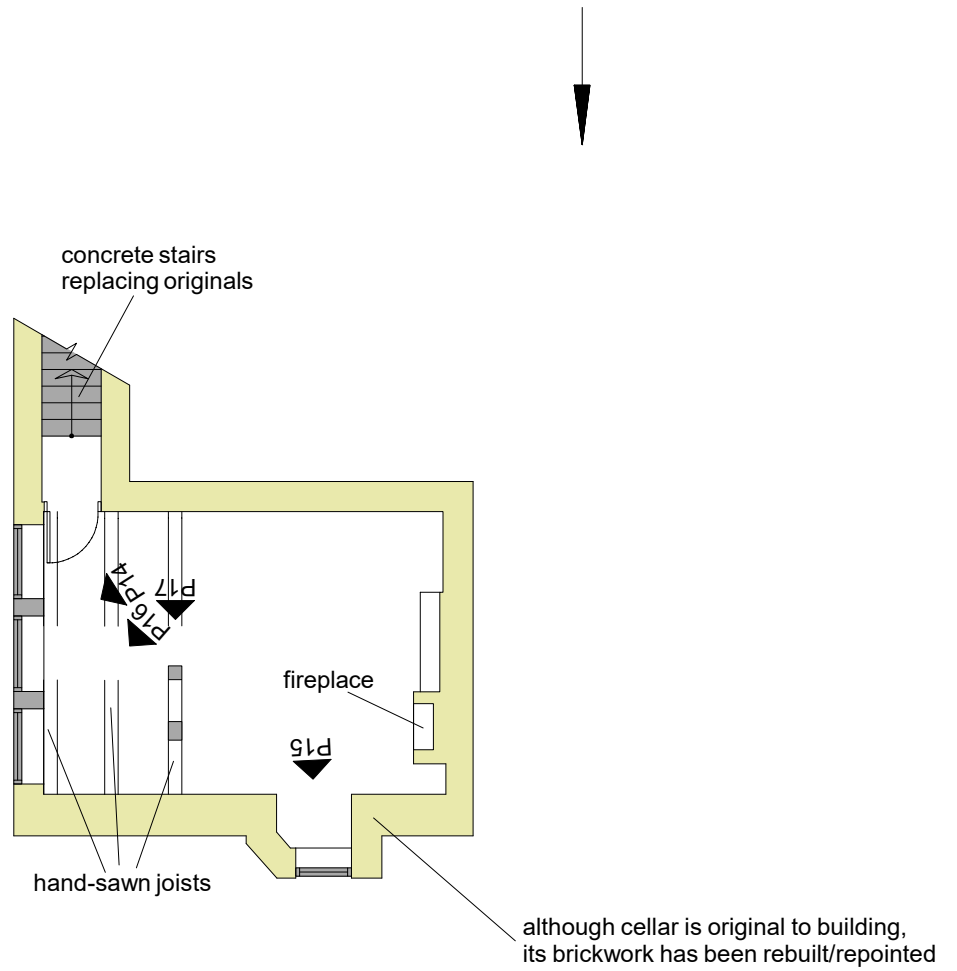 concrete stairs
replacing originals
P14
P17
P16
fireplace
P15
hand-sawn joists
although cellar is original to building,
its brickwork has been rebuilt/repointed